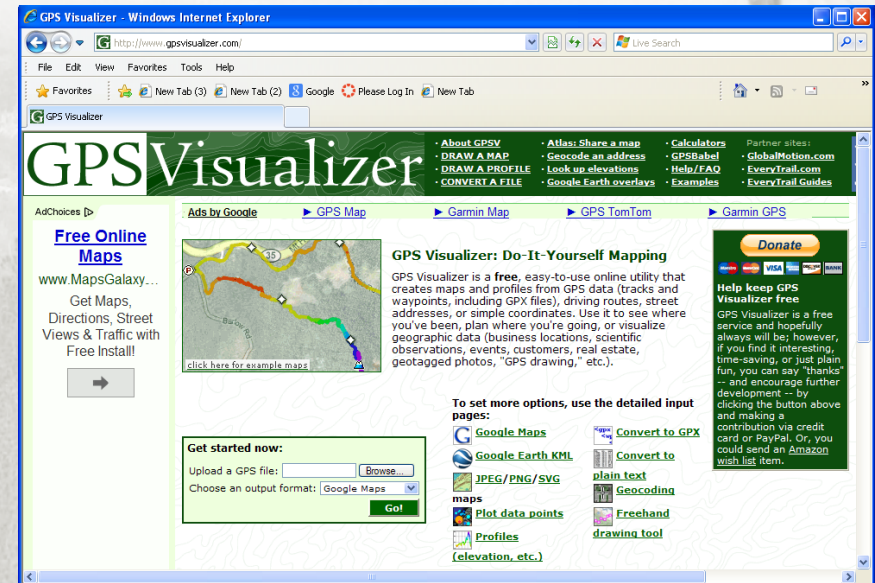 GPS Visualizer - Windows Internet Explorer
http://www.gpsvisualizer.com/
Live Search
File Edit View Favorites Tools Help
Favorites New Tab (3) New Tab (2) Google Please Log In New Tab
GPS Visualizer
GPSVisualizer
· About GPSV
· DRAW A MAP
· DRAW A PROFILE
· CONVERT A FILE
· Atlas: Share a map
· Geocode an address
· Look up elevations
· Google Earth overlays
· Calculators
· GPSBabel
· Help/FAQ
· Examples
Partner sites:
· GlobalMotion.com
· EveryTrail.com
· EveryTrail Guides
AdChoices
Free Online
Maps
www.MapsGalaxy...
Get Maps,
Directions, Street
Views & Traffic with
Free Install!
Ads by Google GPS Map Garmin Map GPS TomTom Garmin GPS
35
P
click here for example maps
GPS Visualizer: Do-It-Yourself Mapping
GPS Visualizer is a free, easy-to-use online utility that
creates maps and profiles from GPS data (tracks and
waypoints, including GPX files), driving routes, street
addresses, or simple coordinates. Use it to see where
you've been, plan where you're going, or visualize
geographic data (business locations, scientific
observations, events, customers, real estate,
geotagged photos, "GPS drawing," etc.).
Get started now:
Upload a GPS file: Browse...
Choose an output format: Google Maps
Go!
To set more options, use the detailed input
pages:
Google Maps
Google Earth KML
JPEG/PNG/SVG
maps
Plot data points
Profiles
(elevation, etc.)
Convert to GPX
Convert to
plain text
Geocoding
Freehand
drawing tool
Donate
VISA BANK
Help keep GPS
Visualizer free
GPS Visualizer is a free
service and hopefully
always will be; however,
if you find it interesting,
time-saving, or just plain
fun, you can say "thanks"
-- and encourage further
development -- by
clicking the button above
and making a
contribution via credit
card or PayPal. Or, you
could send an Amazon
wish list item.